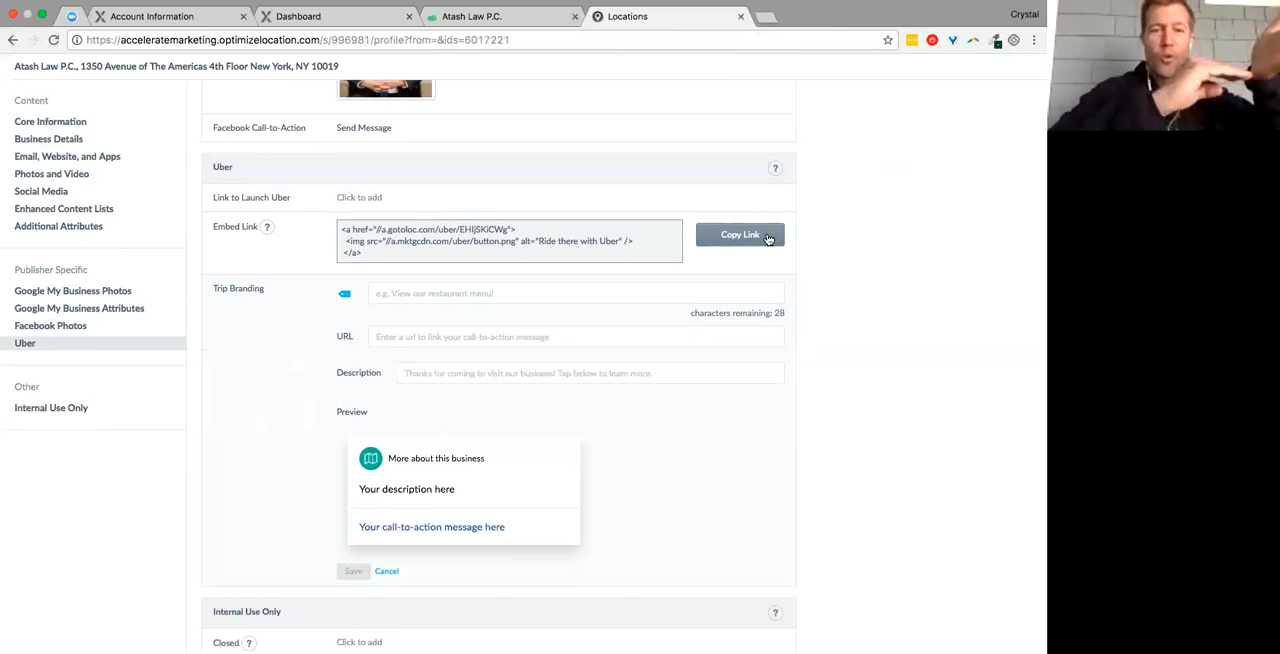 Account Information
Dashboard
Atash Law P.C.
Locations
Crystal
https://acceleratemarketing.optimizelocation.com/s/996981/profile?from=&ids=6017221
Atash Law P.C., 1350 Avenue of The Americas 4th Floor New York, NY 10019
Content
Core Information
Business Details
Email, Website, and Apps
Photos and Video
Social Media
Enhanced Content Lists
Additional Attributes
Publisher Specific
Google My Business Photos
Google My Business Attributes
Facebook Photos
Uber
Other
Internal Use Only
Facebook Call-to-Action Send Message
Uber ?
Link to Launch Uber Click to add
Embed Link ?
<a href="//a.gotoloc.com/uber/EHIjSKiCWg">
<img src="//a.mktgcdn.com/uber/button.png" alt="Ride there with Uber" />
</a>
Copy Link
Trip Branding e.g. View our restaurant menu!
characters remaining: 28
URL Enter a url to link your call-to-action message
Description Thanks for coming to visit our business! Tap below to learn more.
Preview
More about this business
Your description here
Your call-to-action message here
Save Cancel
Internal Use Only ?
Closed ? Click to add